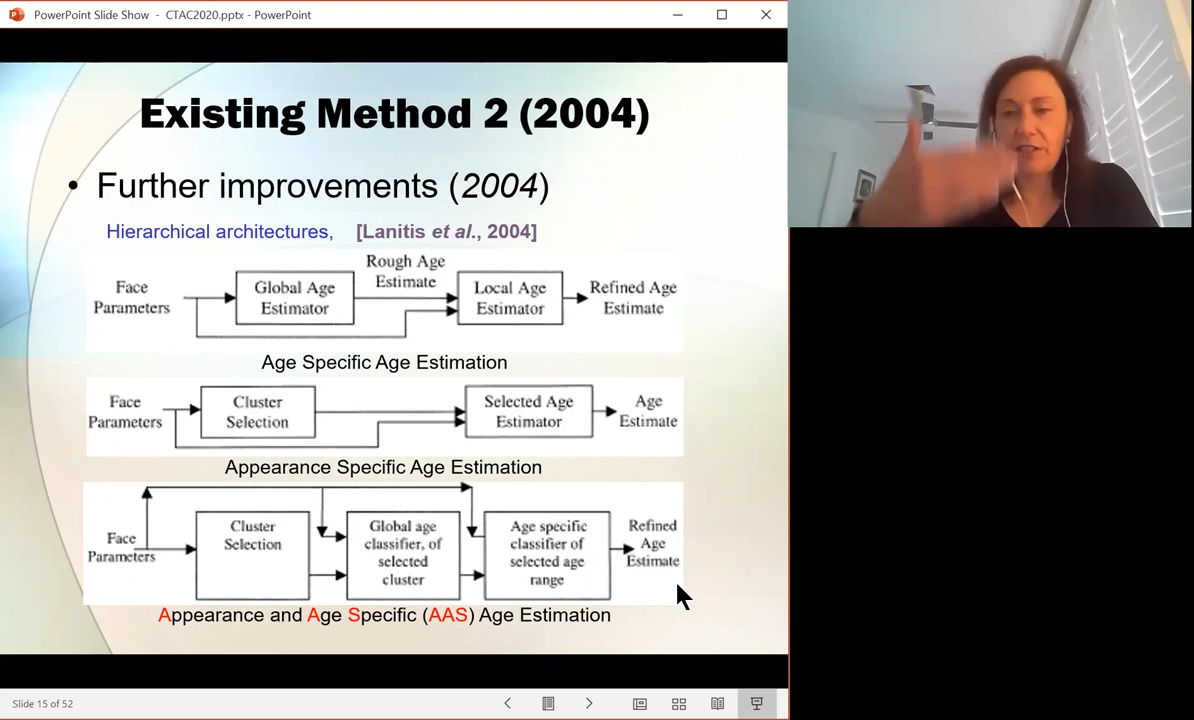 PowerPoint Slide Show - CTAC2020.pptx - PowerPoint
Existing Method 2 (2004)
• Further improvements (2004)
Hierarchical architectures, [Lanitis et al., 2004]
Face
Parameters
Global Age
Estimator
Rough Age
Estimate
Local Age
Estimator
Refined Age
Estimate
Age Specific Age Estimation
Face
Parameters
Cluster
Selection
Selected Age
Estimator
Age
Estimate
Appearance Specific Age Estimation
Face
Parameters
Cluster
Selection
Global age
classifier, of
selected
cluster
Age specific
classifier of
selected age
range
Refined
Age
Estimate
Appearance and Age Specific (AAS) Age Estimation
Slide 15 of 52